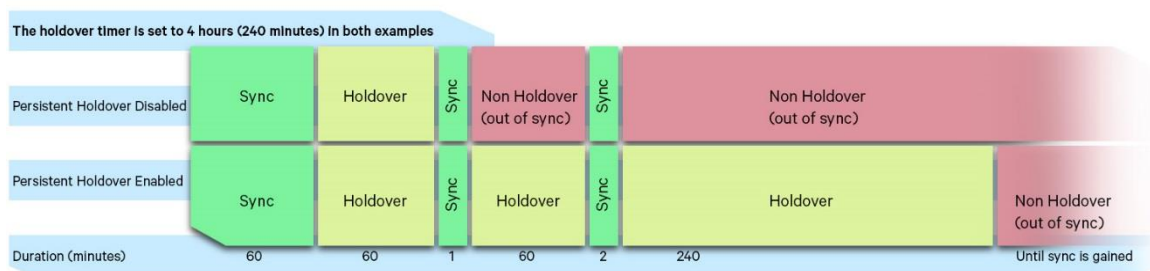 The holdover timer is set to 4 hours (240 minutes) in both examples
Persistent Holdover Disabled
Sync
Holdover
Sync
Non Holdover
(out of sync)
Sync
Non Holdover
(out of sync)
Persistent Holdover Enabled
Sync
Holdover
Sync
Holdover
Sync
Holdover
Non Holdover
(out of sync)
Duration (minutes) 60 60 1 60 2 240 Until sync is gained